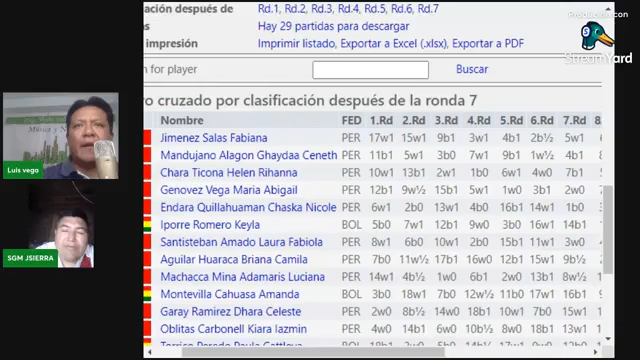 ación después de Rd.1, Rd.2, Rd.3, Rd.4, Rd.5, Rd.6, Rd.7
as Hay 29 partidas para descargar
impresión Imprimir listado, Exportar a Excel (.xlsx), Exportar a PDF
h for player Buscar
ro cruzado por clasificación después de la ronda 7
Nombre FED 1.Rd 2.Rd 3.Rd 4.Rd 5.Rd 6.Rd 7.Rd 8.
Jimenez Salas Fabiana PER 17w1 15w1 9b1 3w1 4b1 2b½ 5w1
Mandujano Alagon Ghaydaa Ceneth PER 11b1 5w1 3b0 7w1 9b1 1w½ 4b1
Chara Ticona Helen Rihanna PER 10w1 13b1 2w1 1b0 6w1 4w0 7b1
Genovez Vega Maria Abigail PER 12b1 9w½ 15b1 5w1 1w0 3b1 2w0
Endara Quillahuaman Chaska Nicole PER 6w1 2b0 13w1 4b0 16b1 14w1 1b0
Iporre Romero Keyla BOL 5b0 7w1 12b1 9w0 3b0 16w1 14b1
Santisteban Amado Laura Fabiola PER 8w1 6b0 10w1 2b0 15b1 11w1 3w0
Aguilar Huaraca Briana Camila PER 7b0 11w½ 17b1 16w0 12b1 15w1 9b½
Machacca Mina Adamaris Luciana PER 14w1 4b½ 1w0 6b1 2w0 13b1 8w½
Montevilla Cahuasa Amanda BOL 3b0 18w1 7b0 12w½ 11b0 17w1 16b1
Garay Ramirez Dhara Celeste PER 2w0 8b½ 14w0 18b1 10w1 7b0 15w1
Oblitas Carbonell Kiara Iazmin PER 4w0 14b1 6w0 10b½ 8w0 18b1 13w1
Luis vego
SGM JSIERRA
StreamYard